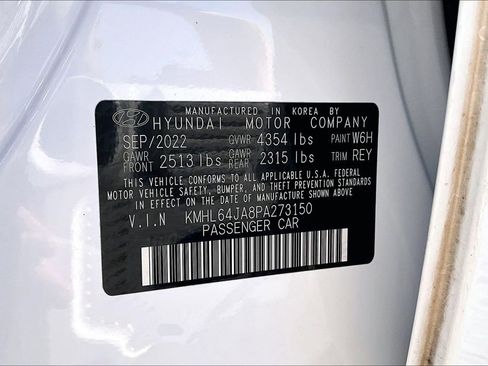 MANUFACTURED IN KOREA BY
HYUNDAI MOTOR COMPANY
SEP/2022 GVWR 4354 lbs PAINT W6H
GAWR FRONT 2513 lbs GAWR REAR 2315 lbs TRIM REY
THIS VEHICLE CONFORMS TO ALL APPLICABLE U.S.A. FEDERAL
MOTOR VEHICLE SAFETY, BUMPER, AND THEFT PREVENTION STANDARDS
IN EFFECT ON THE DATE OF MANUFACTURE SHOWN ABOVE.
V.I.N KMHL64JA8PA273150
PASSENGER CAR